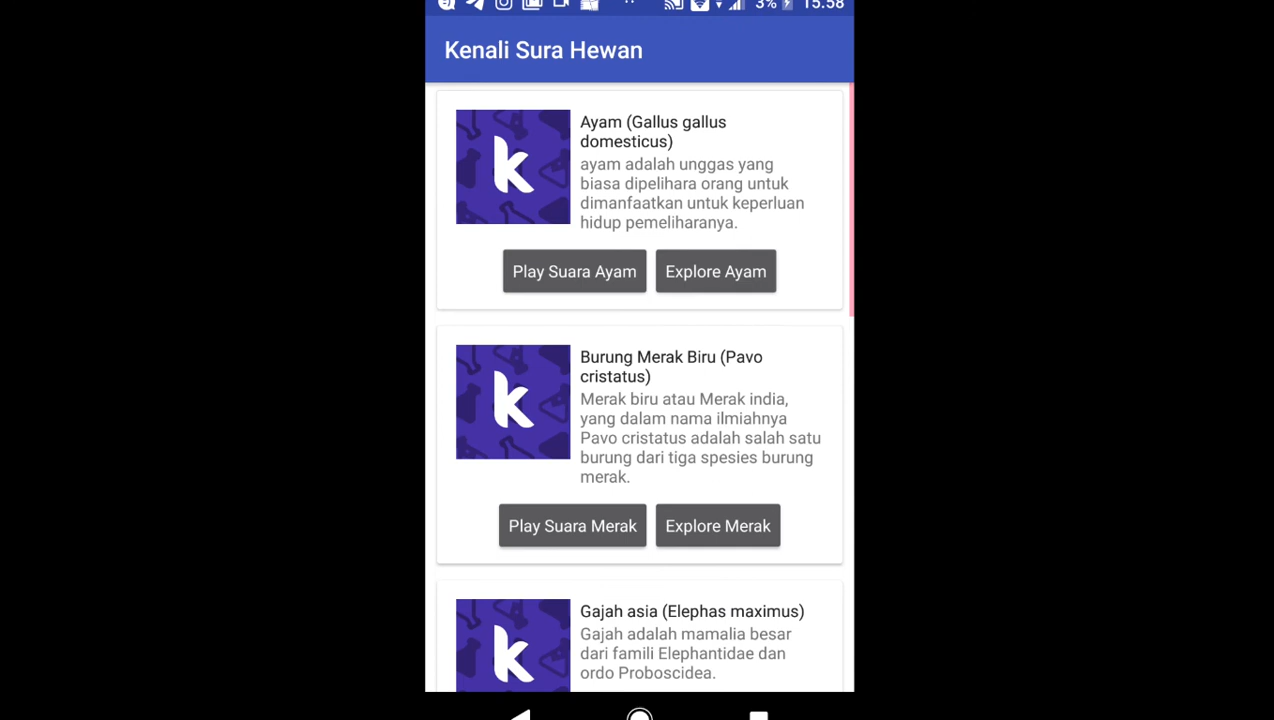 3%
15.58
Kenali Sura Hewan
k
Ayam (Gallus gallus
domesticus)
ayam adalah unggas yang
biasa dipelihara orang untuk
dimanfaatkan untuk keperluan
hidup pemeliharanya.
Play Suara Ayam
Explore Ayam
k
Burung Merak Biru (Pavo
cristatus)
Merak biru atau Merak india,
yang dalam nama ilmiahnya
Pavo cristatus adalah salah satu
burung dari tiga spesies burung
merak.
Play Suara Merak
Explore Merak
k
Gajah asia (Elephas maximus)
Gajah adalah mamalia besar
dari famili Elephantidae dan
ordo Proboscidea.